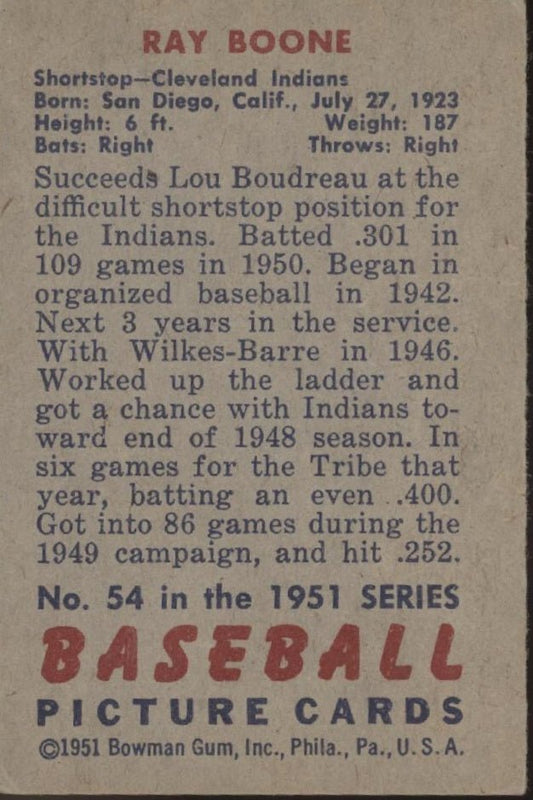 RAY BOONE
Shortstop—Cleveland Indians
Born: San Diego, Calif., July 27, 1923
Height: 6 ft. Weight: 187
Bats: Right Throws: Right
Succeeds Lou Boudreau at the
difficult shortstop position for
the Indians. Batted .301 in
109 games in 1950. Began in
organized baseball in 1942.
Next 3 years in the service.
With Wilkes-Barre in 1946.
Worked up the ladder and
got a chance with Indians to-
ward end of 1948 season. In
six games for the Tribe that
year, batting an even .400.
Got into 86 games during the
1949 campaign, and hit .252.
No. 54 in the 1951 SERIES
BASEBALL
PICTURE CARDS
©1951 Bowman Gum, Inc., Phila., Pa., U. S. A.